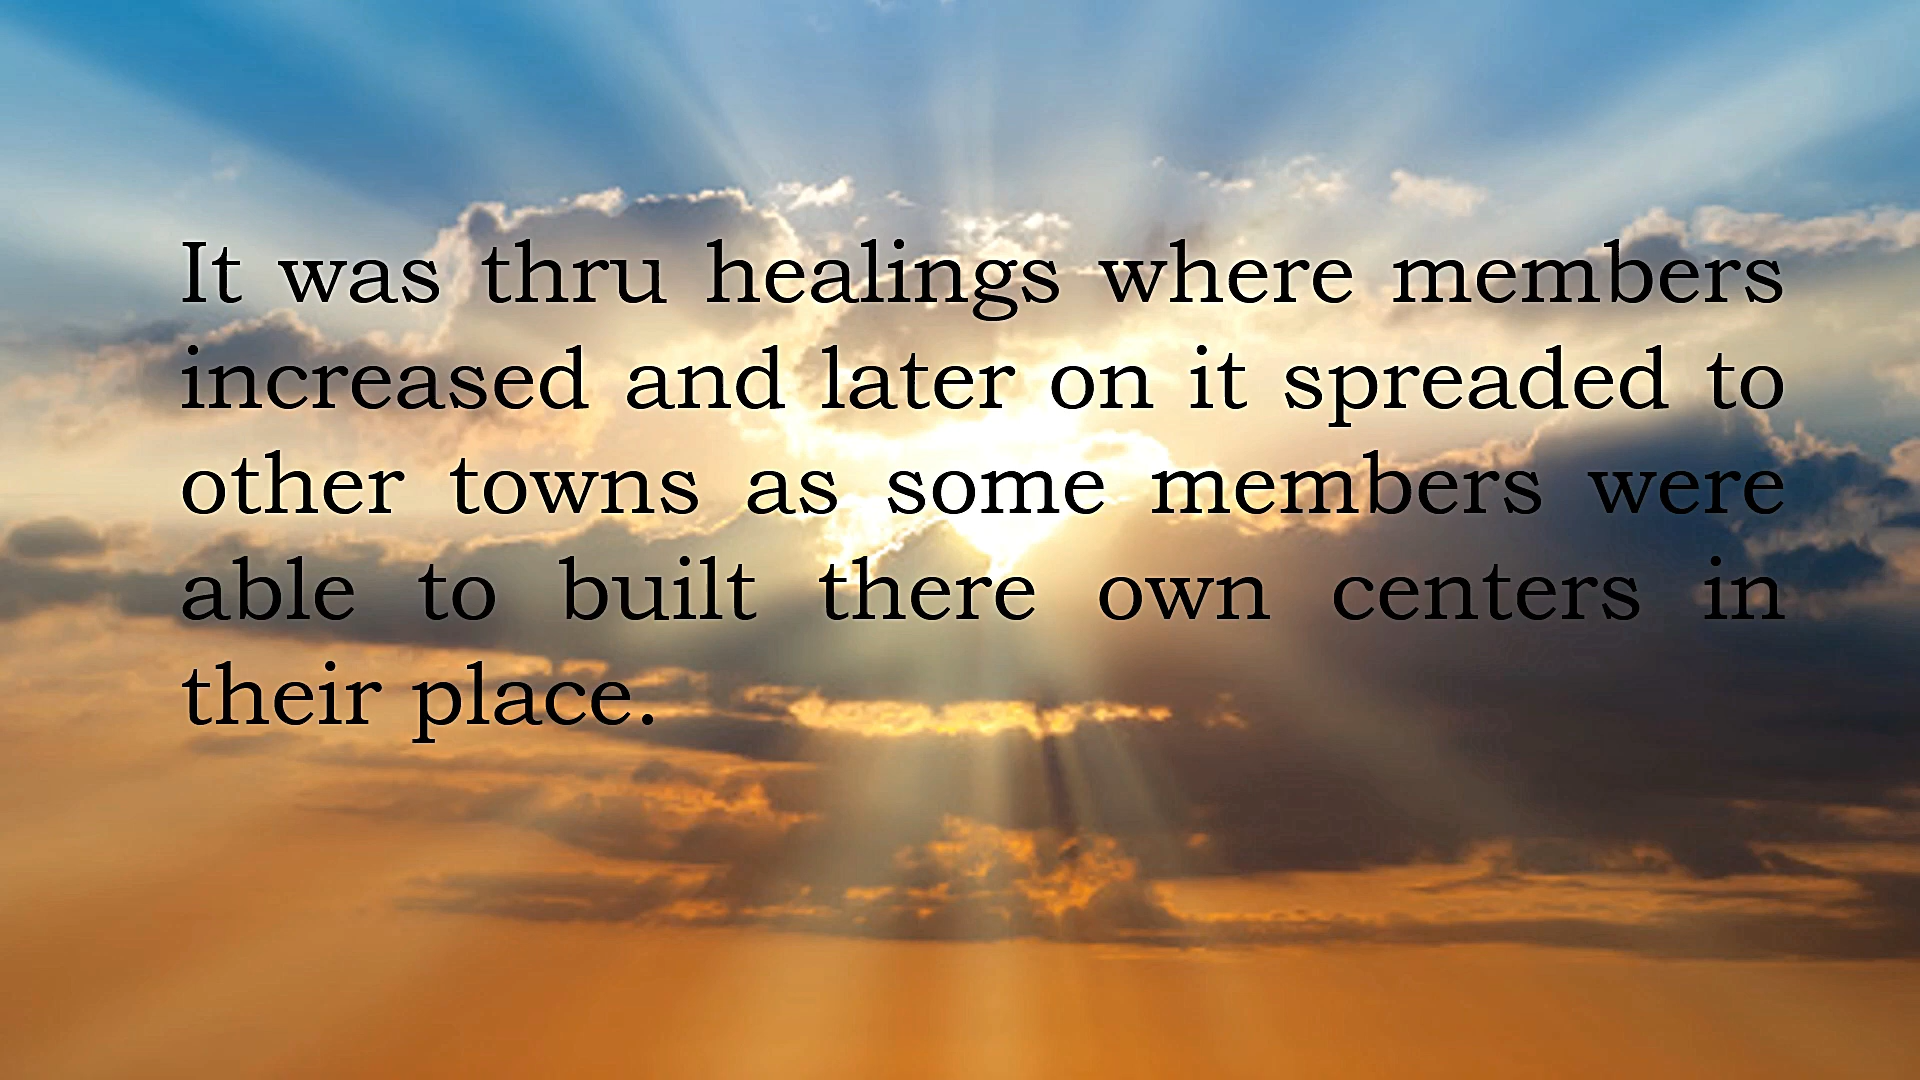 It was thru healings where members
increased and later on it spreaded to
other towns as some members were
able to built there own centers in
their place.